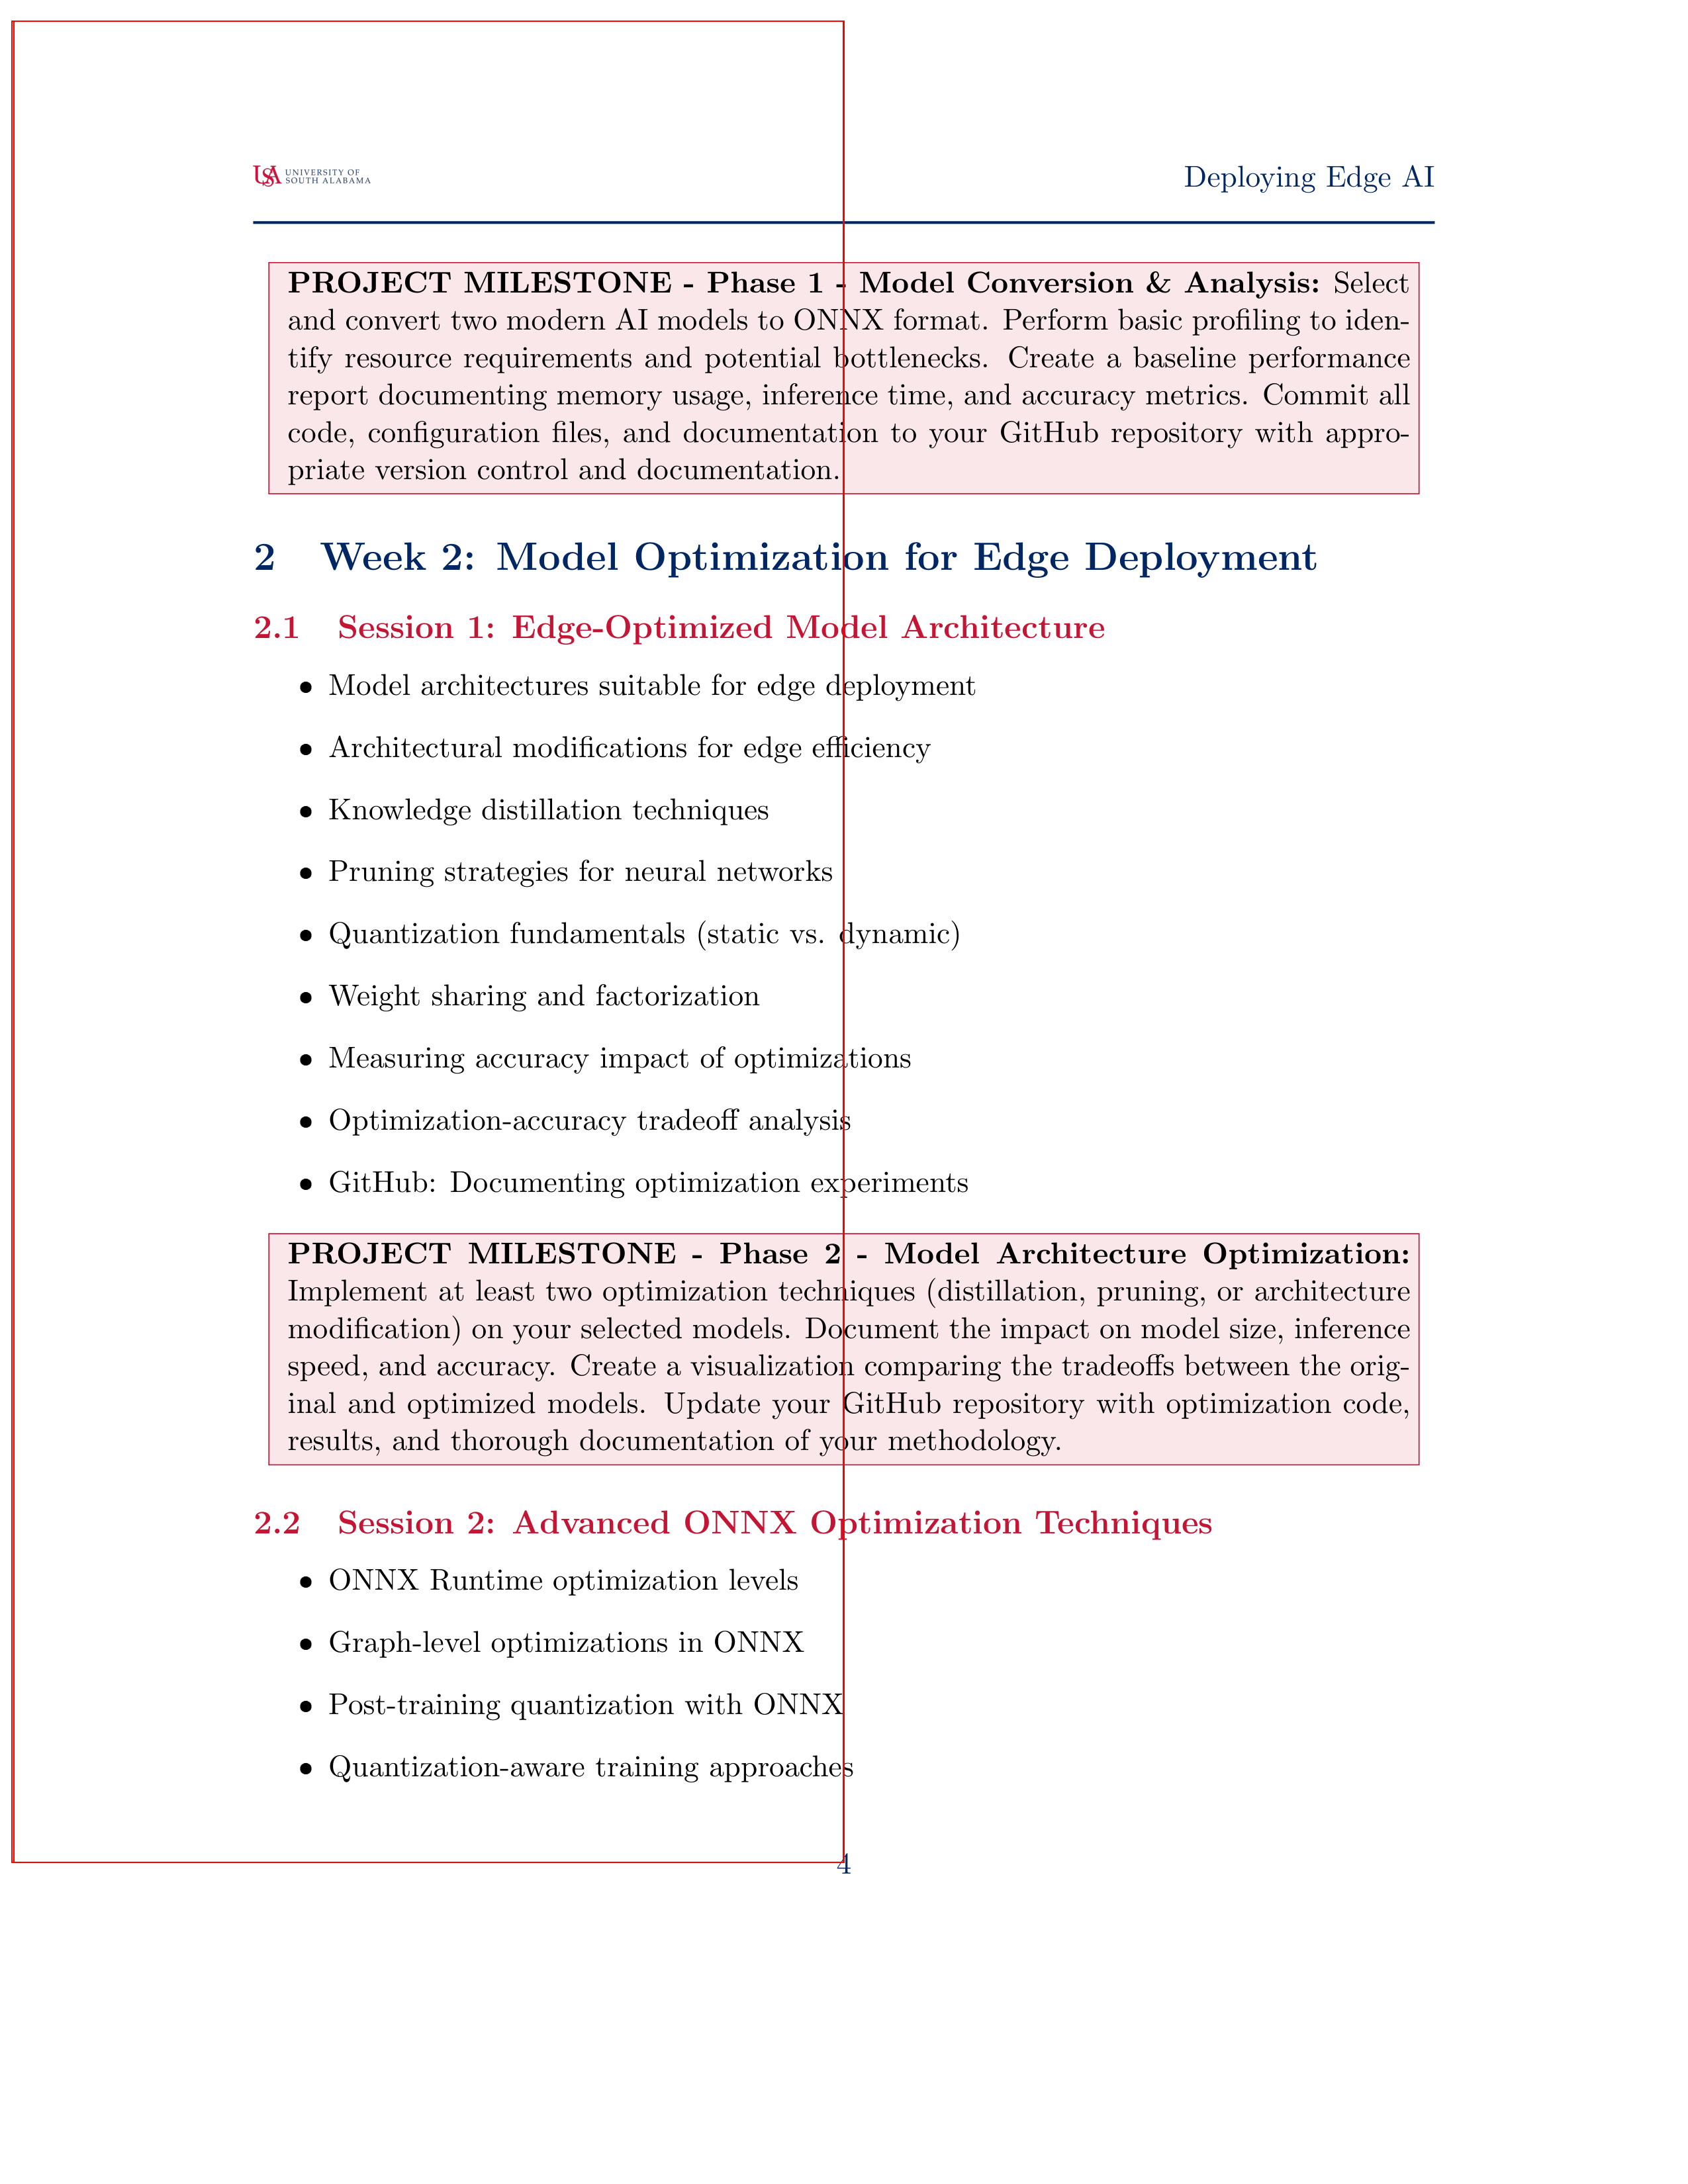 USA UNIVERSITY OF
SOUTH ALABAMA
Deploying Edge AI
PROJECT MILESTONE - Phase 1 - Model Conversion & Analysis: Select
and convert two modern AI models to ONNX format. Perform basic profiling to iden-
tify resource requirements and potential bottlenecks. Create a baseline performance
report documenting memory usage, inference time, and accuracy metrics. Commit all
code, configuration files, and documentation to your GitHub repository with appro-
priate version control and documentation.
2 Week 2: Model Optimization for Edge Deployment
2.1 Session 1: Edge-Optimized Model Architecture
• Model architectures suitable for edge deployment
• Architectural modifications for edge efficiency
• Knowledge distillation techniques
• Pruning strategies for neural networks
• Quantization fundamentals (static vs. dynamic)
• Weight sharing and factorization
• Measuring accuracy impact of optimizations
• Optimization-accuracy tradeoff analysis
• GitHub: Documenting optimization experiments
PROJECT MILESTONE - Phase 2 - Model Architecture Optimization:
Implement at least two optimization techniques (distillation, pruning, or architecture
modification) on your selected models. Document the impact on model size, inference
speed, and accuracy. Create a visualization comparing the tradeoffs between the orig-
inal and optimized models. Update your GitHub repository with optimization code,
results, and thorough documentation of your methodology.
2.2 Session 2: Advanced ONNX Optimization Techniques
• ONNX Runtime optimization levels
• Graph-level optimizations in ONNX
• Post-training quantization with ONNX
• Quantization-aware training approaches
4